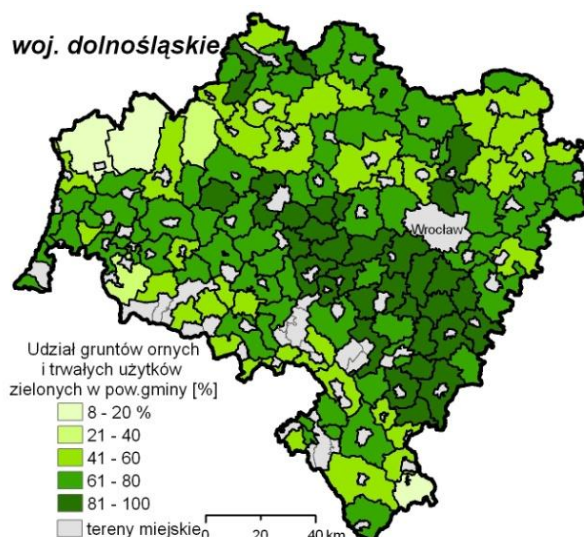 woj. dolnośląskie
Wrocław
Udział gruntów ornych
i trwałych użytków
zielonych w pow.gminy [%]
8 - 20 %
21 - 40
41 - 60
61 - 80
81 - 100
tereny miejskie
0 20 40 km